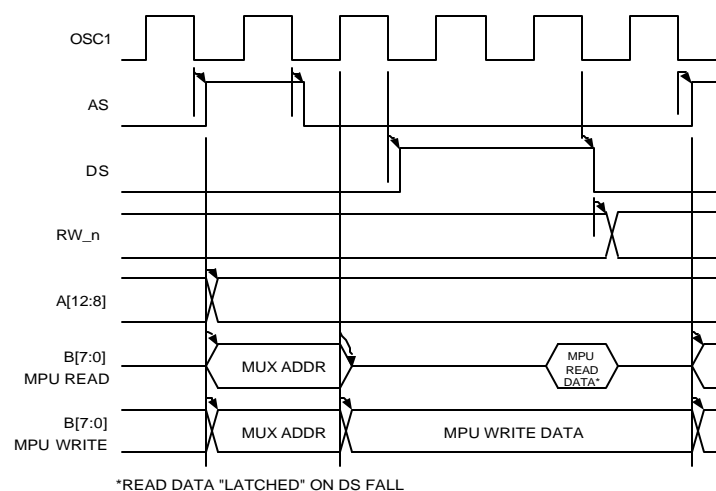 OSC1
AS
DS
RW_n
A[12:8]
B[7:0]
MPU READ
MUX ADDR
MPU
READ
DATA*
B[7:0]
MPU WRITE
MUX ADDR
MPU WRITE DATA
*READ DATA "LATCHED" ON DS FALL